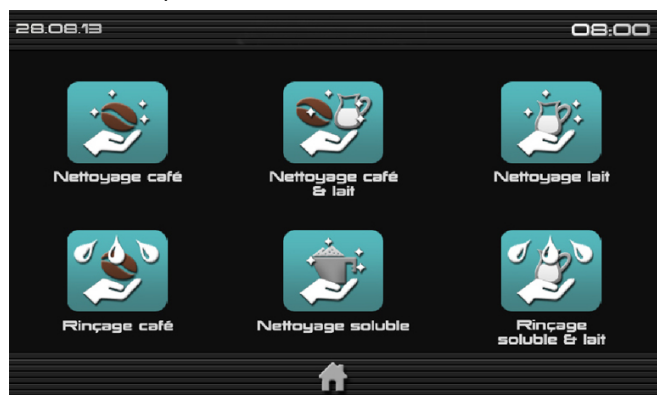 28.08.13
08:00
Nettoyage café
Nettoyage café
& lait
Nettoyage lait
Rinçage café
Nettoyage soluble
Rinçage
soluble & lait